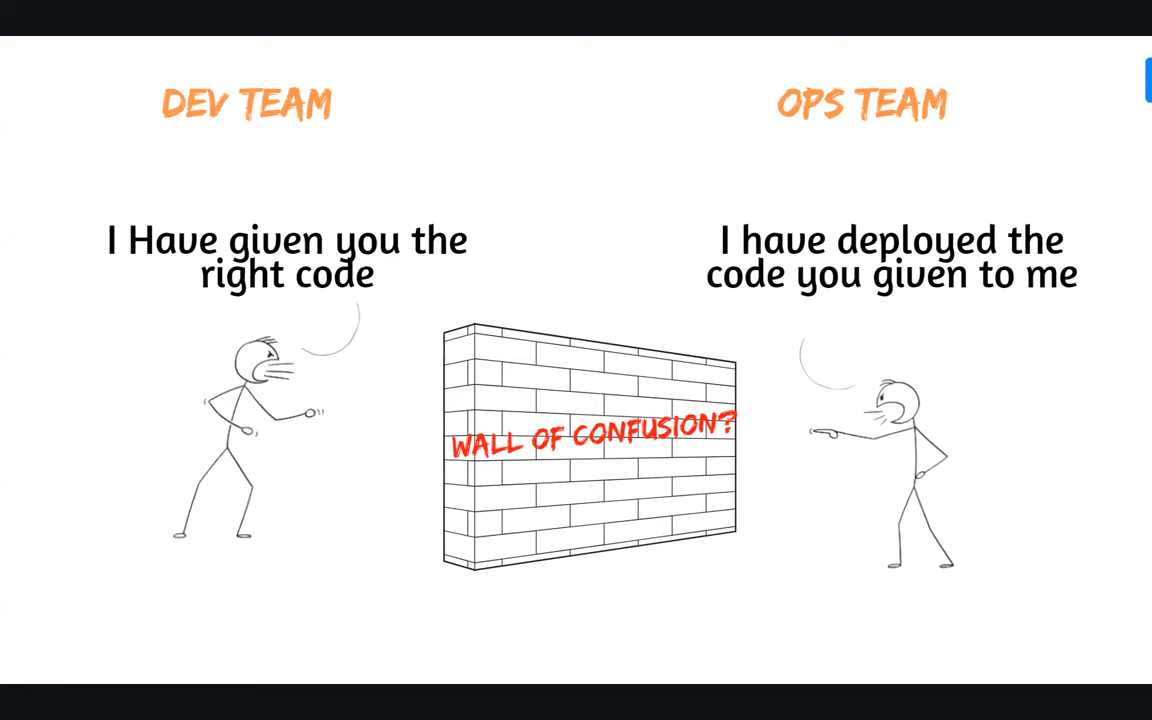 DEV TEAM
OPS TEAM
I Have given you the
right code
I have deployed the
code you given to me
WALL OF CONFUSION?